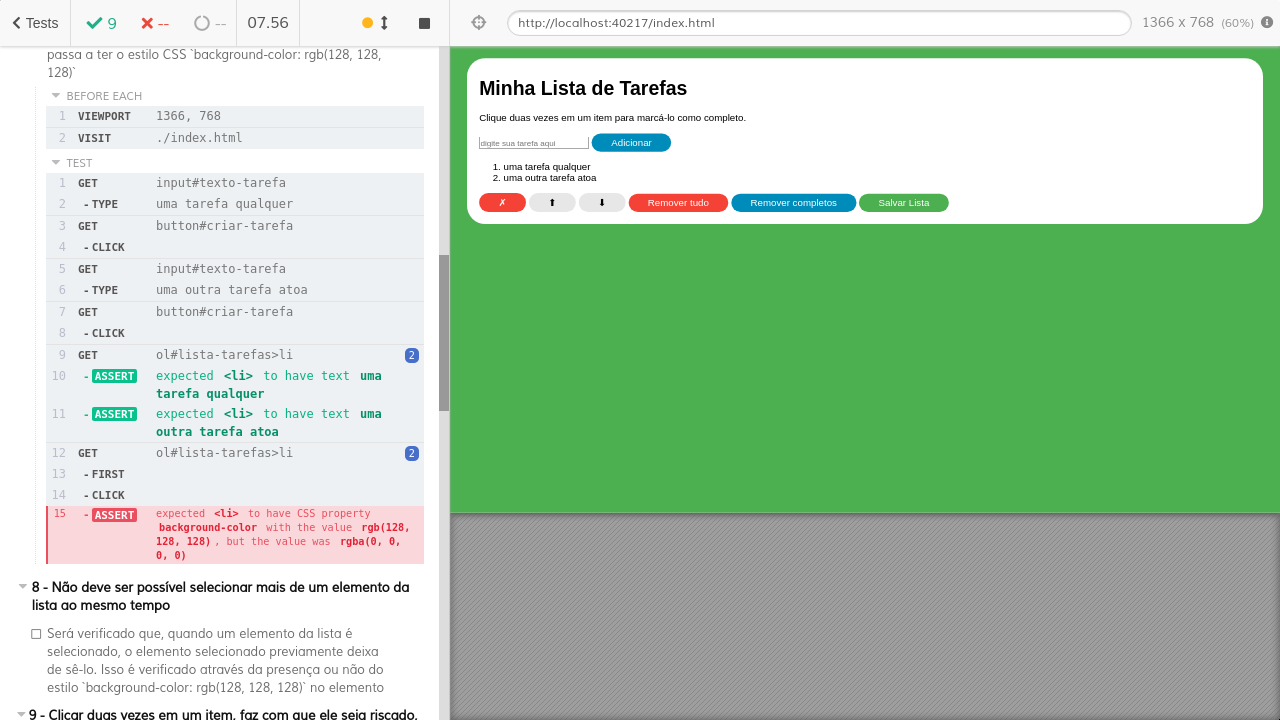 Tests 9 -- -- 07.56
http://localhost:40217/index.html 1366 x 768 (60%)
passa a ter o estilo CSS `background-color: rgb(128, 128,
128)`
BEFORE EACH
1 VIEWPORT 1366, 768
2 VISIT ./index.html
TEST
1 GET input#texto-tarefa
2 -TYPE uma tarefa qualquer
3 GET button#criar-tarefa
4 -CLICK
5 GET input#texto-tarefa
6 -TYPE uma outra tarefa atoa
7 GET button#criar-tarefa
8 -CLICK
9 GET ol#lista-tarefas>li 2
10 -ASSERT expected <li> to have text uma
tarefa qualquer
11 -ASSERT expected <li> to have text uma
outra tarefa atoa
12 GET ol#lista-tarefas>li 2
13 -FIRST
14 -CLICK
15 -ASSERT expected <li> to have CSS property
background-color with the value rgb(128,
128, 128), but the value was rgba(0, 0,
0, 0)
8 - Não deve ser possível selecionar mais de um elemento da
lista ao mesmo tempo
Será verificado que, quando um elemento da lista é
selecionado, o elemento selecionado previamente deixa
de sê-lo. Isso é verificado através da presença ou não do
estilo `background-color: rgb(128, 128, 128)` no elemento
9 - Clicar duas vezes em um item, faz com que ele seja riscado,
Minha Lista de Tarefas
Clique duas vezes em um item para marcá-lo como completo.
digite sua tarefa aqui Adicionar
1. uma tarefa qualquer
2. uma outra tarefa atoa
✗ ⬆ ⬇ Remover tudo Remover completos Salvar Lista